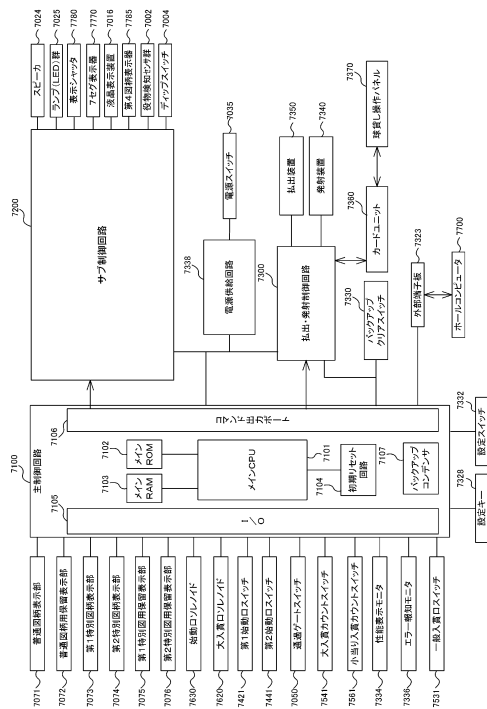 7071
普通図柄表示部
7072
普通図柄用保留表示部
7073
第1特別図柄表示部
7074
第2特別図柄表示部
7075
第1特別図用保留表示部
7076
第2特別図用保留表示部
7630
始動口ソレノイド
7620
大入賞口ソレノイド
7421
第1始動口スイッチ
7441
第2始動口スイッチ
7050
通過ゲートスイッチ
7541
大入賞カウントスイッチ
7561
小当り入賞カウントスイッチ
7334
性能表示モニタ
7336
エラー報知モニタ
7531
一般入賞口スイッチ
7100
主制御回路
7105
I/O
7103
メイン
RAM
7102
メイン
ROM
7101
メインCPU
7104
初期リセット
回路
7107
バックアップ
コンデンサ
7106
コマンド出力ポート
7328
設定キー
7332
設定スイッチ
7200
サブ制御回路
7024
スピーカ
7025
ランプ(LED)群
7780
表示シャッタ
7770
7セグ表示器
7016
液晶表示装置
7785
第4図柄表示器
7002
役物検知センサ群
7004
ディップスイッチ
7338
電源供給回路
7035
電源スイッチ
7300
払出・発射制御回路
7350
払出装置
7340
発射装置
7360
カードユニット
7370
球貸し操作パネル
7330
バックアップ
クリアスイッチ
7323
外部端子板
7700
ホールコンピュータ